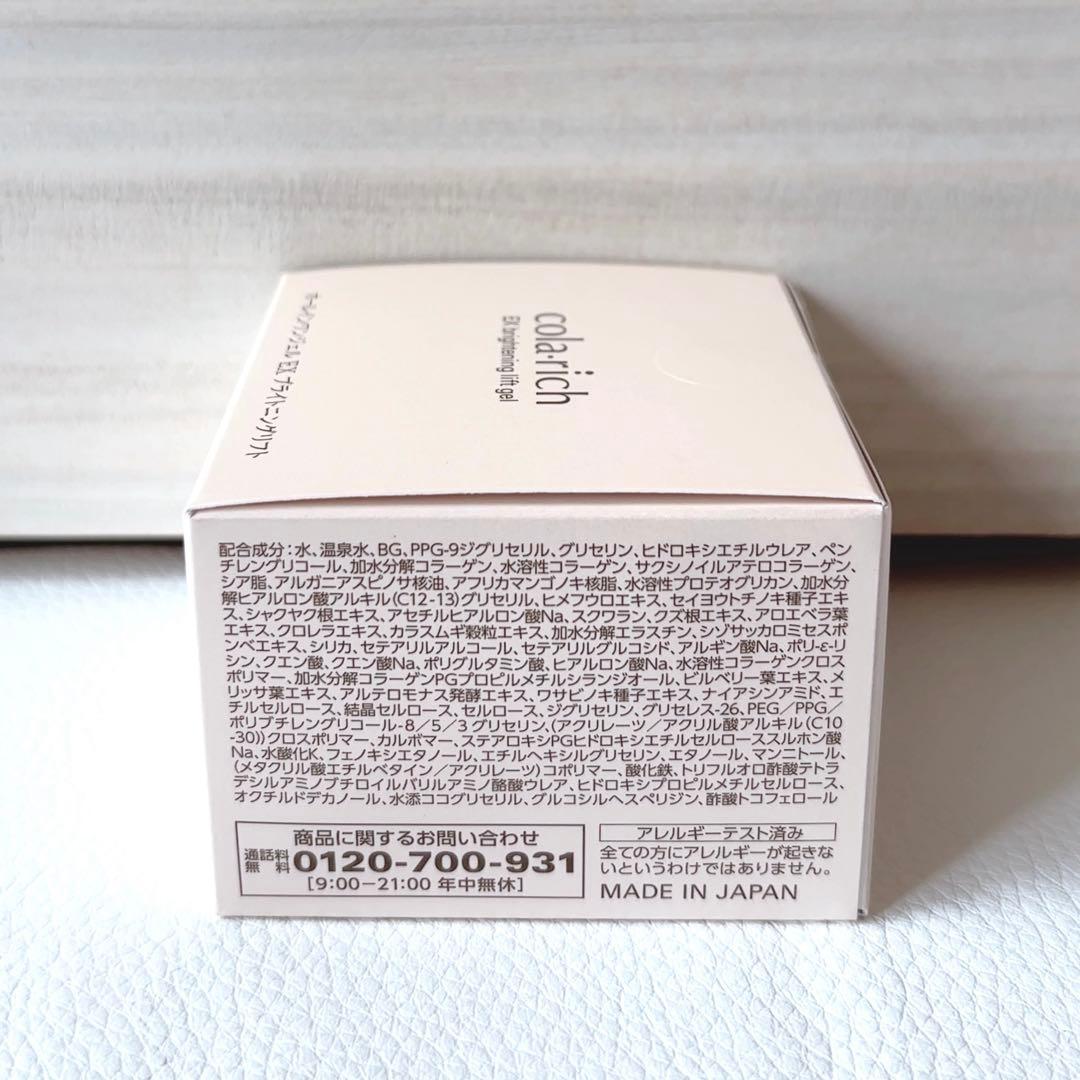 cola·rich
EX brightening lift gel
オールインワンジェル EX ブライトニングリフト
配合成分:水、温泉水、BG、PPG-9ジグリセリル、グリセリン、ヒドロキシエチルウレア、ペン
チレングリコール、加水分解コラーゲン、水溶性コラーゲン、サクシノイルアテロコラーゲン、
シア脂、アルガニアスピノサ核油、アフリカマンゴノキ核脂、水溶性プロテオグリカン、加水分
解ヒアルロン酸アルキル(C12-13)グリセリル、ヒメフウロエキス、セイヨウトチノキ種子エキ
ス、シャクヤク根エキス、アセチルヒアルロン酸Na、スクワラン、クズ根エキス、アロエベラ葉
エキス、クロレラエキス、カラスムギ穀粒エキス、加水分解エラスチン、シゾサッカロミセスポ
ンベエキス、シリカ、セテアリルアルコール、セテアリルグルコシド、アルギン酸Na、ポリ-ε-リ
シン、クエン酸、クエン酸Na、ポリグルタミン酸、ヒアルロン酸Na、水溶性コラーゲンクロス
ポリマー、加水分解コラーゲンPGプロピルメチルシランジオール、ビルベリー葉エキス、メ
リッサ葉エキス、アルテロモナス発酵エキス、ワサビノキ種子エキス、ナイアシンアミド、エ
チルセルロース、結晶セルロース、セルロース、ジグリセリン、グリセレス-26、PEG/PPG/
ポリブチレングリコール-8/5/3グリセリン、(アクリレーツ/アクリル酸アルキル(C10
-30))クロスポリマー、カルボマー、ステアロキシPGヒドロキシエチルセルローススルホン酸
Na、水酸化K、フェノキシエタノール、エチルヘキシルグリセリン、エタノール、マンニトール、
(メタクリル酸エチルベタイン/アクリレーツ)コポリマー、酸化鉄、トリフルオロ酢酸テトラ
デシルアミノブチロイルバリルアミノ酪酸ウレア、ヒドロキシプロピルメチルセルロース、
オクチルドデカノール、水添ココグリセリル、グルコシルヘスペリジン、酢酸トコフェロール
商品に関するお問い合わせ
通話料無料 0120-700-931
[9:00-21:00 年中無休]
アレルギーテスト済み
全ての方にアレルギーが起きな
いというわけではありません。
MADE IN JAPAN